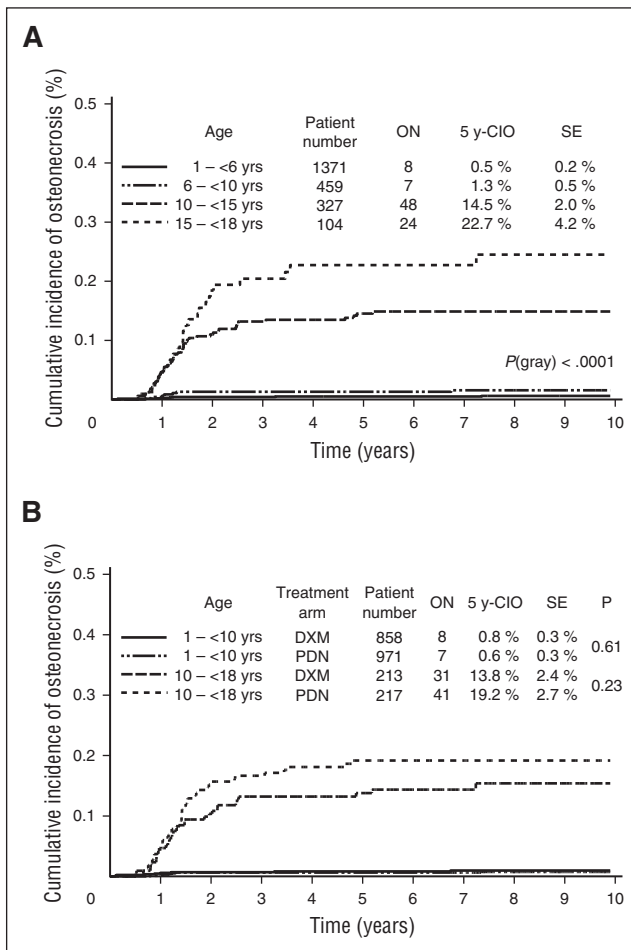 A
Cumulative incidence of osteonecrosis (%)
0.5
0.4
0.3
0.2
0.1
0
Age Patient number ON 5 y-CIO SE
1 – <6 yrs 1371 8 0.5 % 0.2 %
6 – <10 yrs 459 7 1.3 % 0.5 %
10 – <15 yrs 327 48 14.5 % 2.0 %
15 – <18 yrs 104 24 22.7 % 4.2 %
P(gray) < .0001
1 2 3 4 5 6 7 8 9 10
Time (years)
B
Cumulative incidence of osteonecrosis (%)
0.5
0.4
0.3
0.2
0.1
0
Age Treatment arm Patient number ON 5 y-CIO SE P
1 – <10 yrs DXM 858 8 0.8 % 0.3 %
0.61
1 – <10 yrs PDN 971 7 0.6 % 0.3 %
10 – <18 yrs DXM 213 31 13.8 % 2.4 %
0.23
10 – <18 yrs PDN 217 41 19.2 % 2.7 %
1 2 3 4 5 6 7 8 9 10
Time (years)